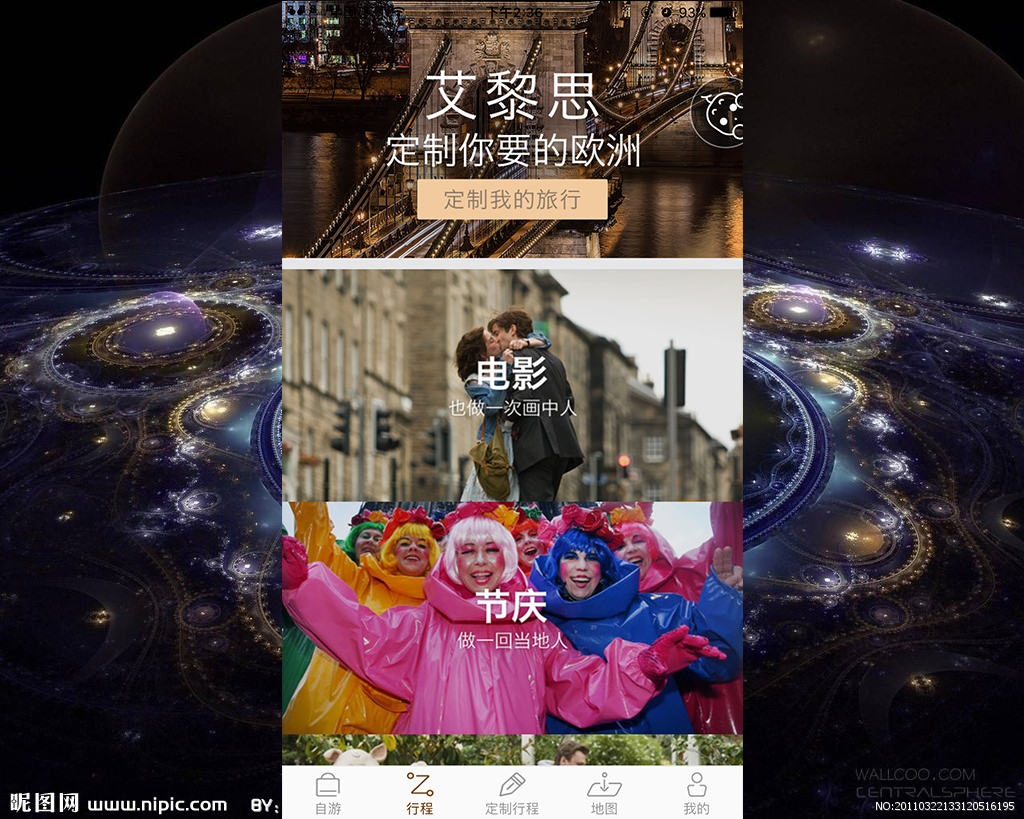 下午2:36
93%
艾黎思
定制你要的欧洲
定制我的旅行
电影
也做一次画中人
节庆
做一回当地人
自游
行程
定制行程
地图
我的
昵图网 www.nipic.com
BY:
WALLCOO.COM
CENTRALSPHERE
NO:20110322133120516195